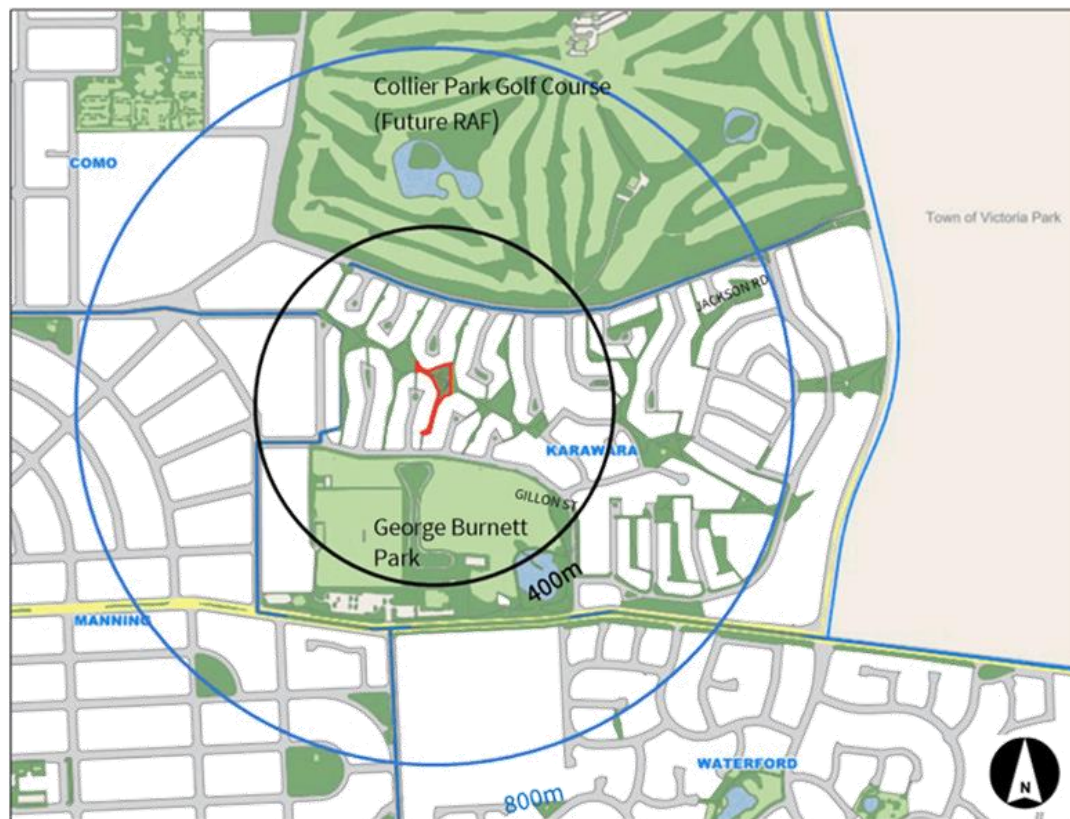 Collier Park Golf Course
(Future RAF)
COMO
Town of Victoria Park
JACKSON RD
KARAWARA
GILLON ST
George Burnett
Park
400m
MANNING
WATERFORD
800m
N